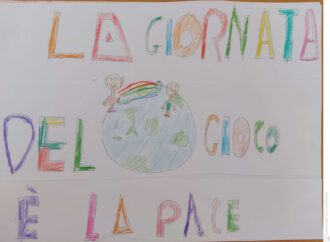 LA GIORNATA
DEL GIOCO
È LA PACE